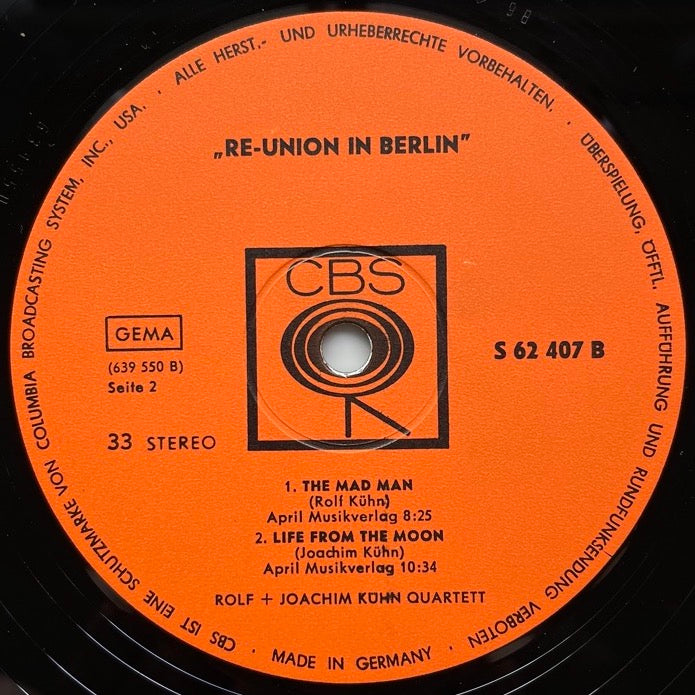 ALLE HERST.- UND URHEBERRECHTE VORBEHALTEN. · ÜBERSPIELUNG, ÖFFTL. AUFFÜHRUNG UND RUNDFUNKSENDUNG VERBOTEN
„RE-UNION IN BERLIN”
CBS
GEMA
(639 550 B)
Seite 2
33 STEREO
S 62 407 B
1. THE MAD MAN
(Rolf Kühn)
April Musikverlag 8:25
2. LIFE FROM THE MOON
(Joachim Kühn)
April Musikverlag 10:34
ROLF + JOACHIM KÜHN QUARTETT
· MADE IN GERMANY ·
CBS IST EINE SCHUTZMARKE VON COLUMBIA BROADCASTING SYSTEM, INC., USA. ·